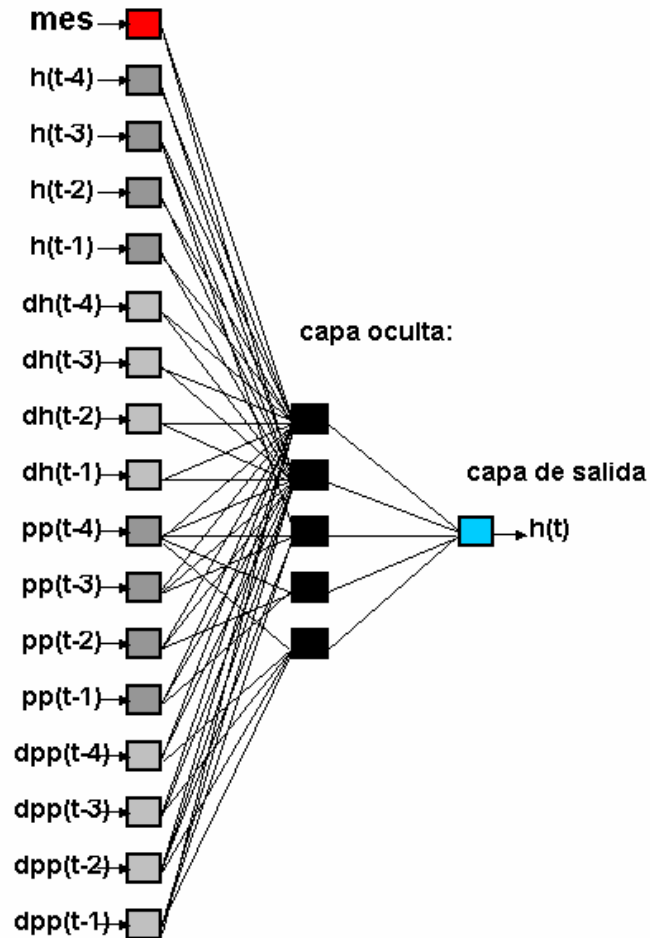 mes
h(t-4)
h(t-3)
h(t-2)
h(t-1)
dh(t-4)
capa oculta:
dh(t-3)
dh(t-2)
dh(t-1)
capa de salida
pp(t-4)
h(t)
pp(t-3)
pp(t-2)
pp(t-1)
dpp(t-4)
dpp(t-3)
dpp(t-2)
dpp(t-1)